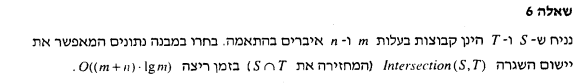 שאלה 6
נניח ש-S ו-T הינן קבוצות בעלות m ו-n איברים בהתאמה. בחרו במבנה נתונים המאפשר את
יישום השגרה Intersection(S,T) (המחזירה את S∩T) בזמן ריצה O((m+n)·lg m).